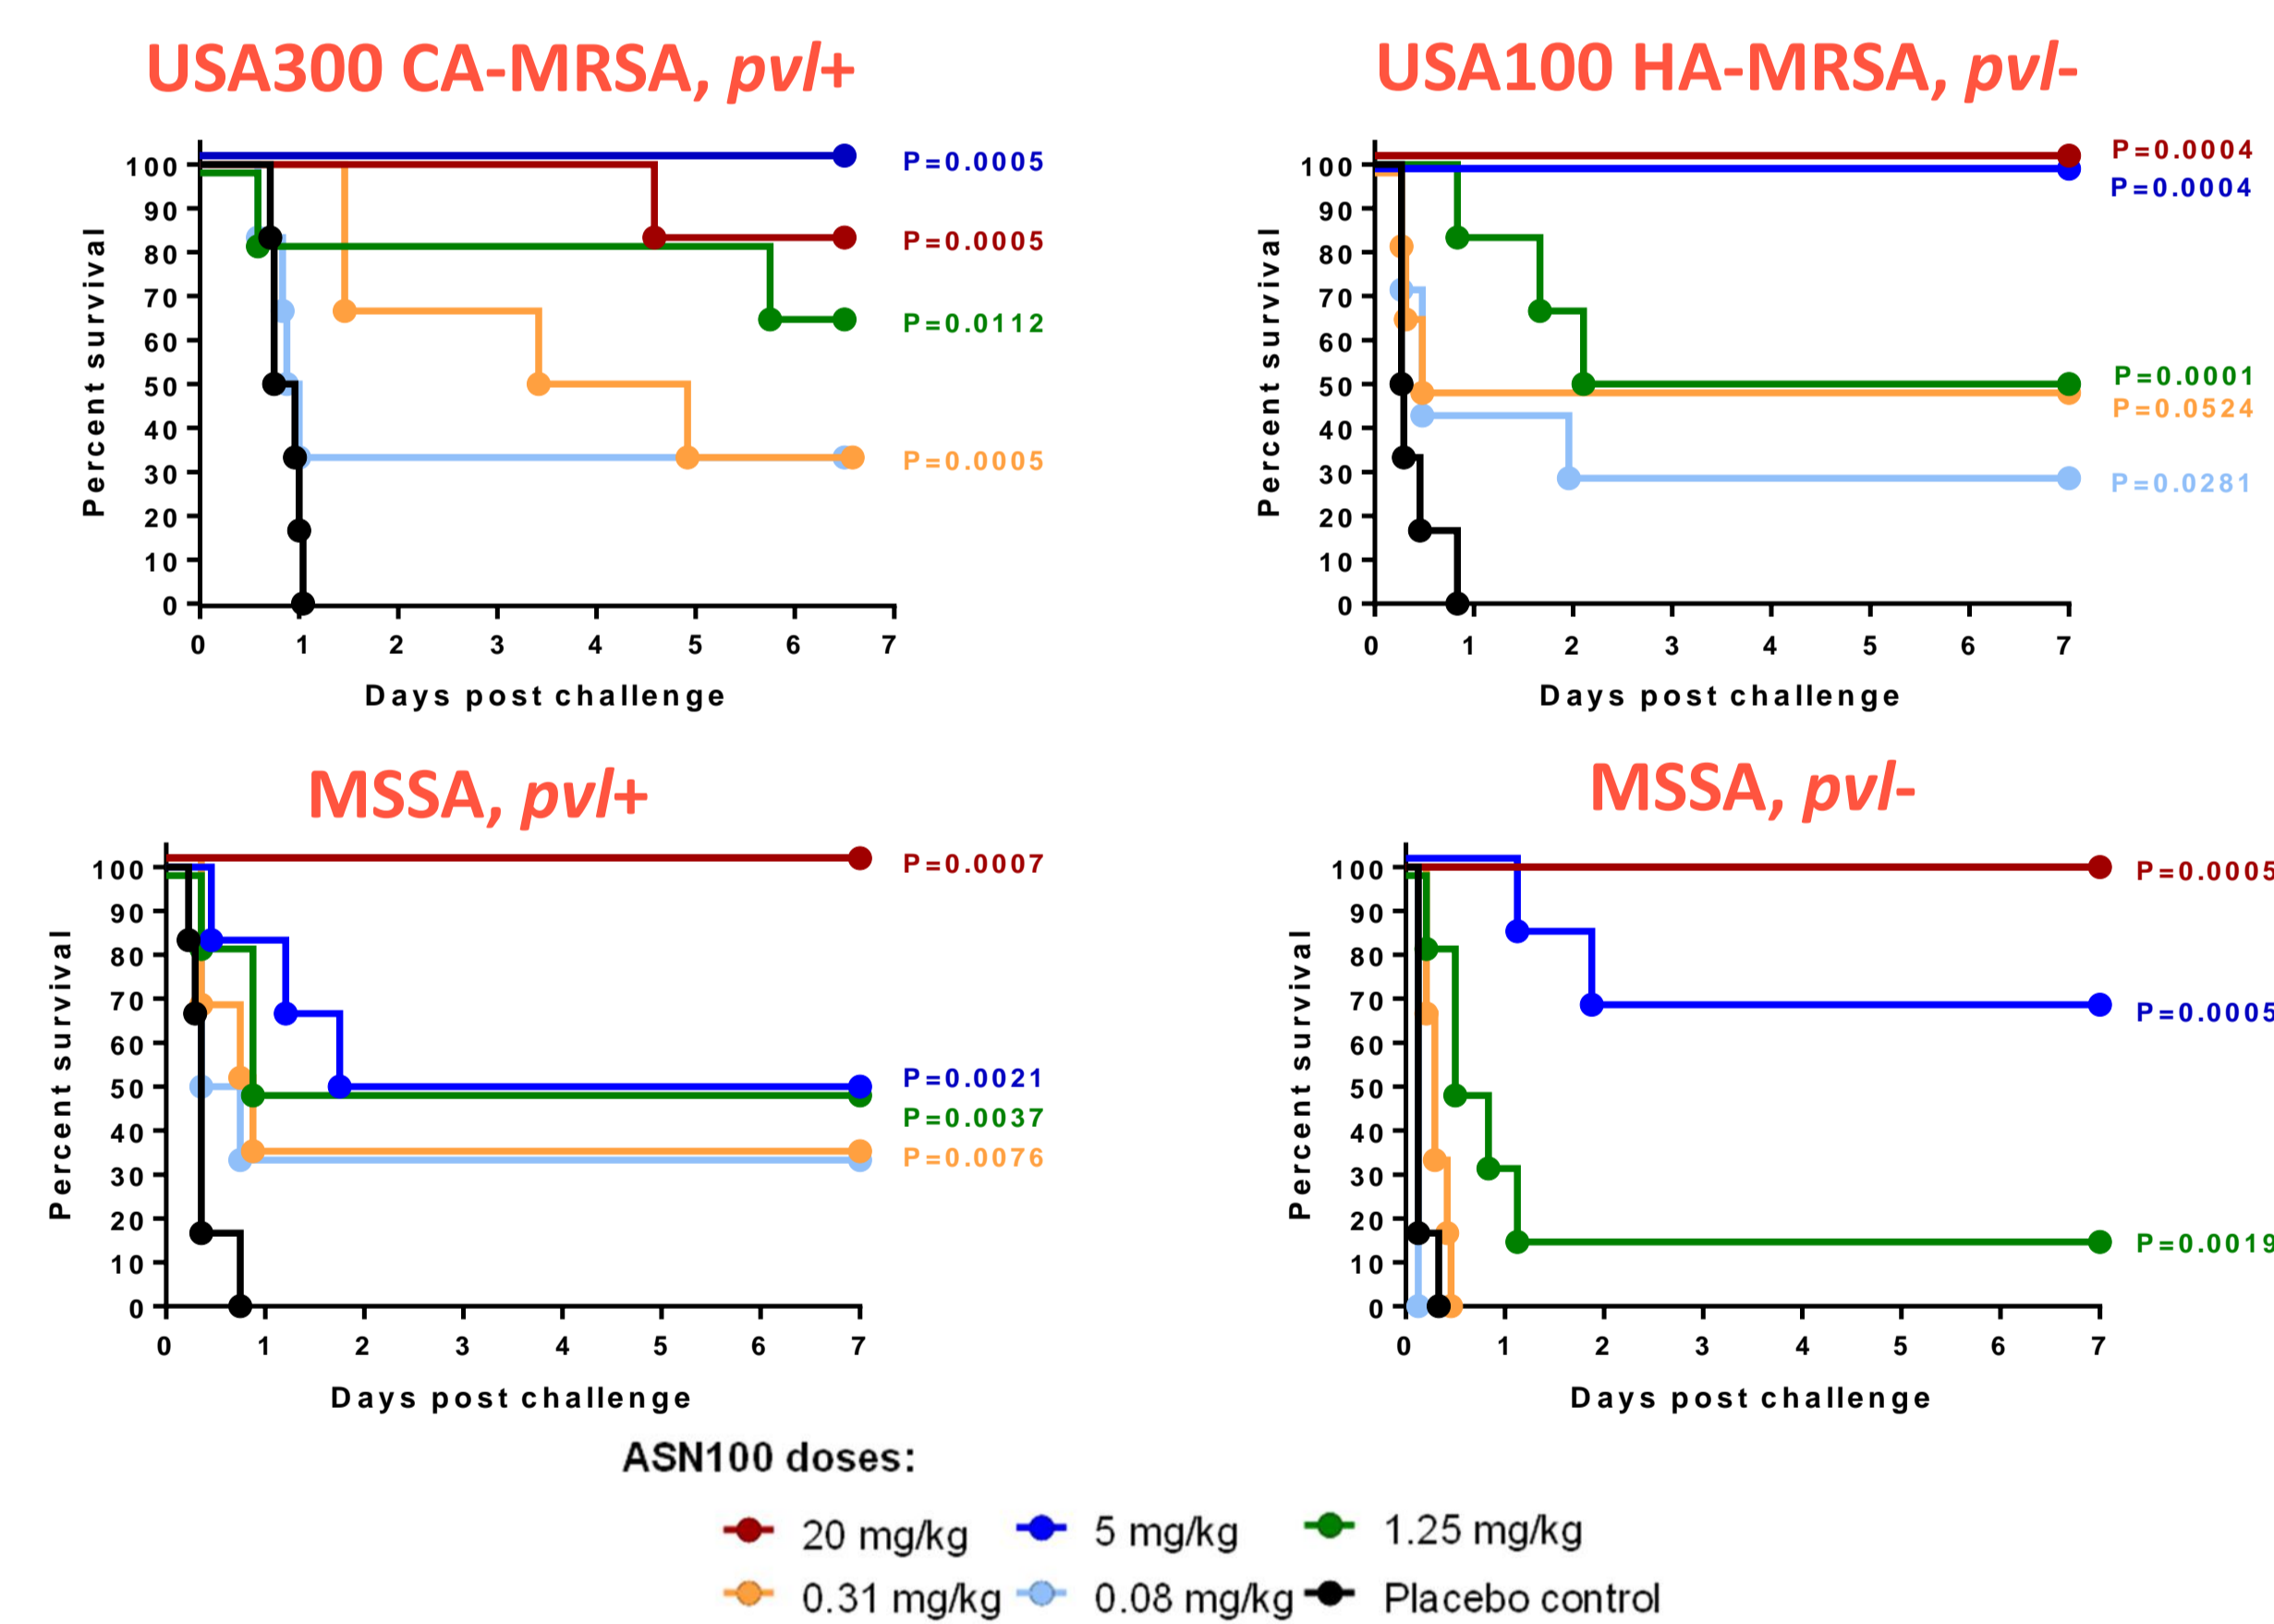 USA300 CA-MRSA, pvl+
100
90
80
70
60
50
40
30
20
10
0
Percent survival
0 1 2 3 4 5 6 7
Days post challenge
P=0.0005
P=0.0005
P=0.0112
P=0.0005
USA100 HA-MRSA, pvl-
100
90
80
70
60
50
40
30
20
10
0
Percent survival
0 1 2 3 4 5 6 7
Days post challenge
P=0.0004
P=0.0004
P=0.0001
P=0.0524
P=0.0281
MSSA, pvl+
100
90
80
70
60
50
40
30
20
10
0
Percent survival
0 1 2 3 4 5 6 7
Days post challenge
P=0.0007
P=0.0021
P=0.0037
P=0.0076
MSSA, pvl-
100
90
80
70
60
50
40
30
20
10
0
Percent survival
0 1 2 3 4 5 6 7
Days post challenge
P=0.0005
P=0.0005
P=0.0019
ASN100 doses:
20 mg/kg 5 mg/kg 1.25 mg/kg
0.31 mg/kg 0.08 mg/kg Placebo control